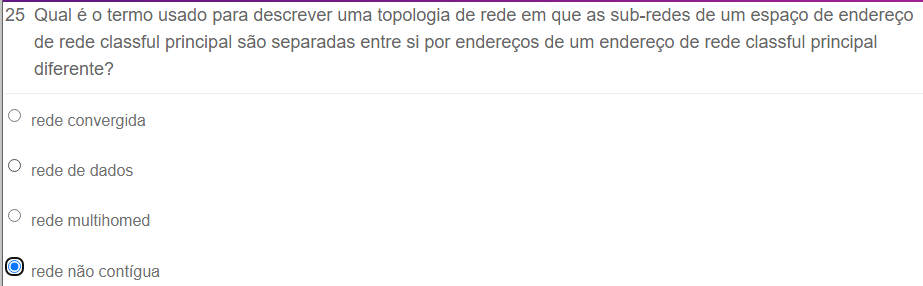 25 Qual é o termo usado para descrever uma topologia de rede em que as sub-redes de um espaço de endereço
de rede classful principal são separadas entre si por endereços de um endereço de rede classful principal
diferente?
rede convergida
rede de dados
rede multihomed
rede não contígua